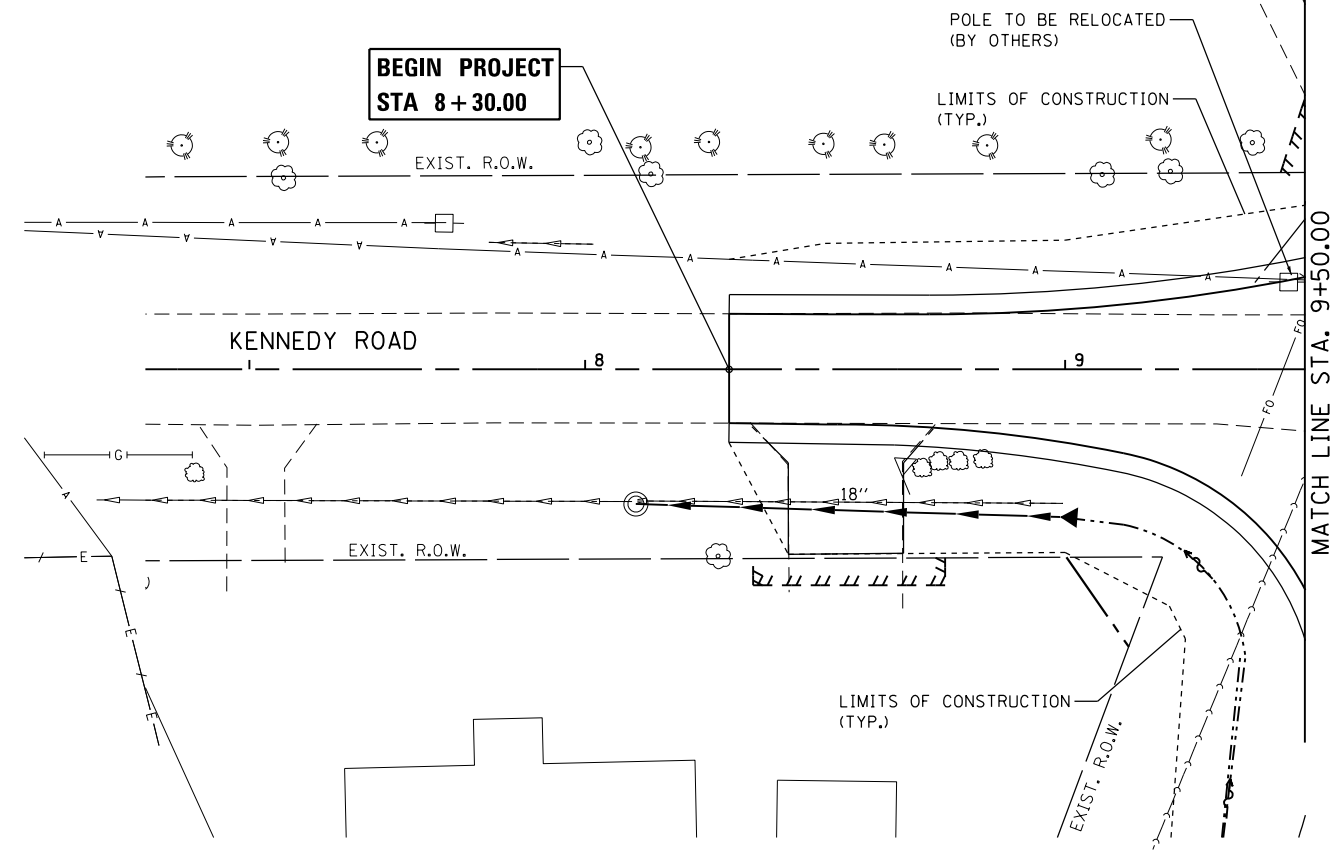 POLE TO BE RELOCATED
(BY OTHERS)
BEGIN PROJECT
STA 8+30.00
LIMITS OF CONSTRUCTION
(TYP.)
EXIST. R.O.W.
A A A A A
A A A A A A A A A A A A A
KENNEDY ROAD
8
9
MATCH LINE STA. 9+50.00
FO
FO
G
A
18"
E
EXIST. R.O.W.
E
E
E
LIMITS OF CONSTRUCTION
(TYP.)
EXIST. R.O.W.